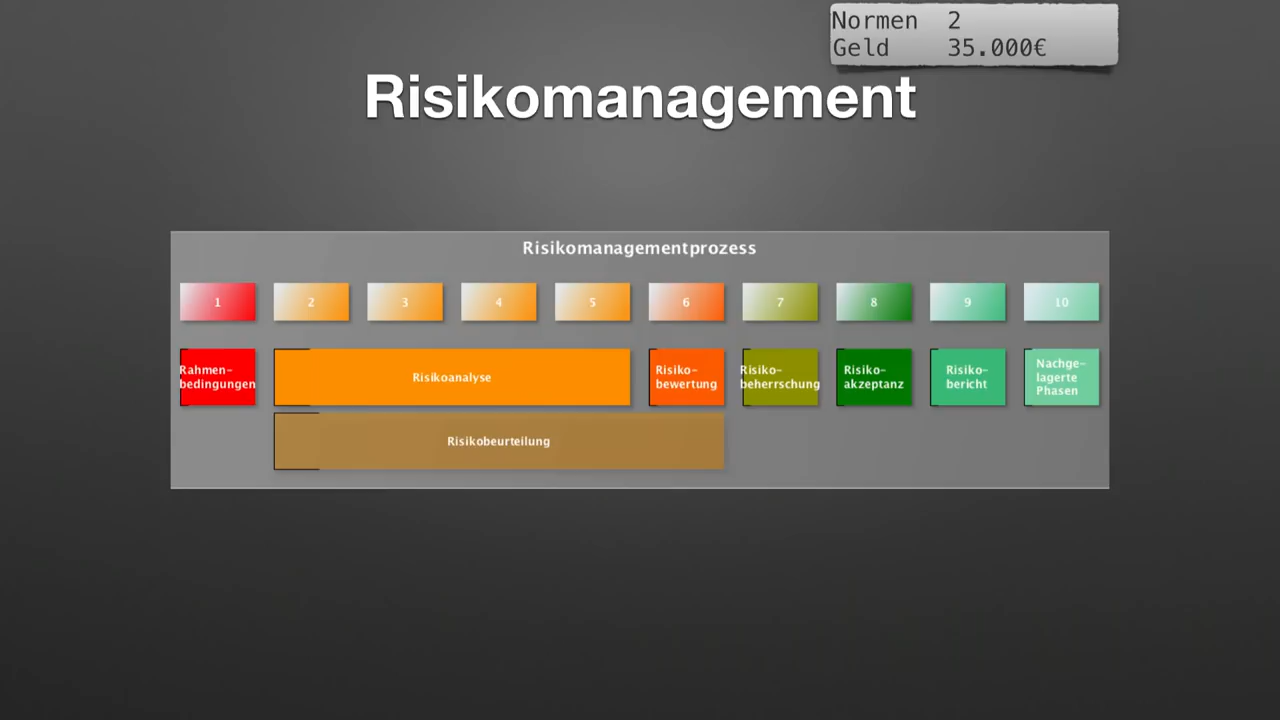 Normen 2
Geld 35.000€
Risikomanagement
Risikomanagementprozess
1 2 3 4 5 6 7 8 9 10
Rahmen-
bedingungen
Risikoanalyse
Risiko-
bewertung
Risiko-
beherrschung
Risiko-
akzeptanz
Risiko-
bericht
Nachge-
lagerte
Phasen
Risikobeurteilung